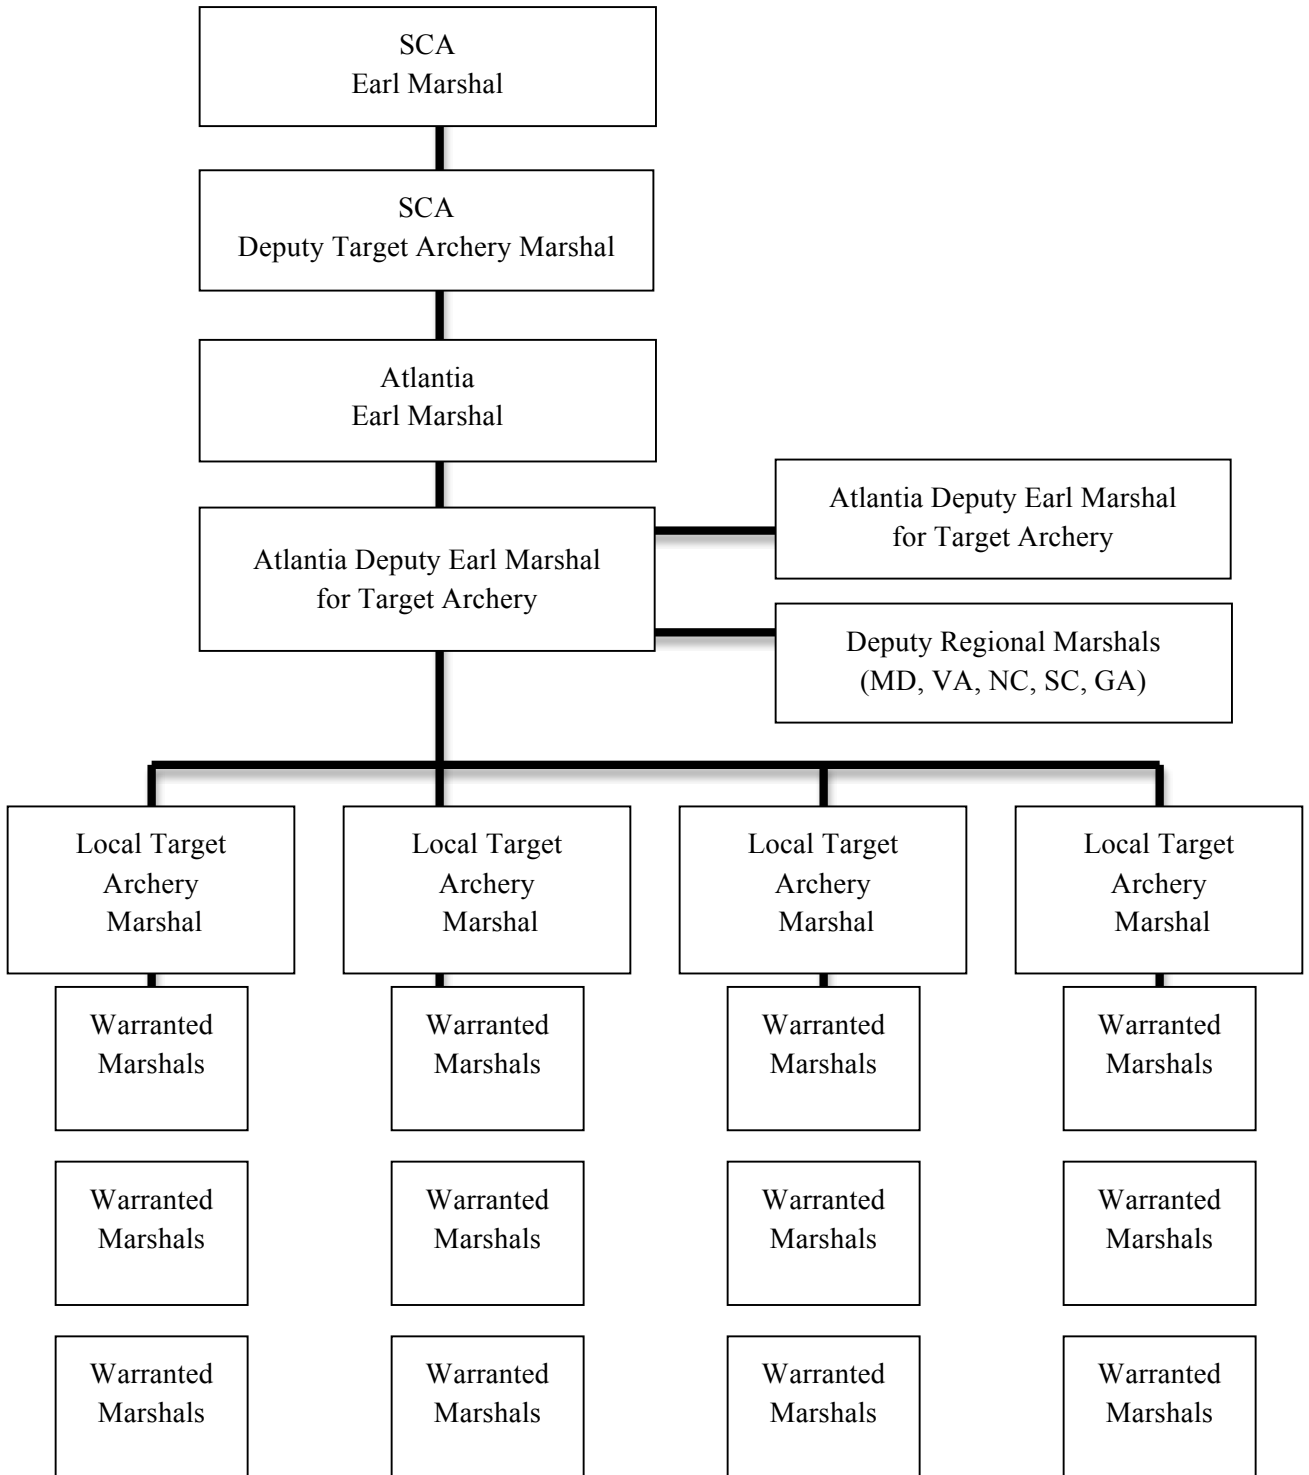 SCA
Earl Marshal
SCA
Deputy Target Archery Marshal
Atlantia
Earl Marshal
Atlantia Deputy Earl Marshal
for Target Archery
Atlantia Deputy Earl Marshal
for Target Archery
Deputy Regional Marshals
(MD, VA, NC, SC, GA)
Local Target
Archery
Marshal
Local Target
Archery
Marshal
Local Target
Archery
Marshal
Local Target
Archery
Marshal
Warranted
Marshals
Warranted
Marshals
Warranted
Marshals
Warranted
Marshals
Warranted
Marshals
Warranted
Marshals
Warranted
Marshals
Warranted
Marshals
Warranted
Marshals
Warranted
Marshals
Warranted
Marshals
Warranted
Marshals